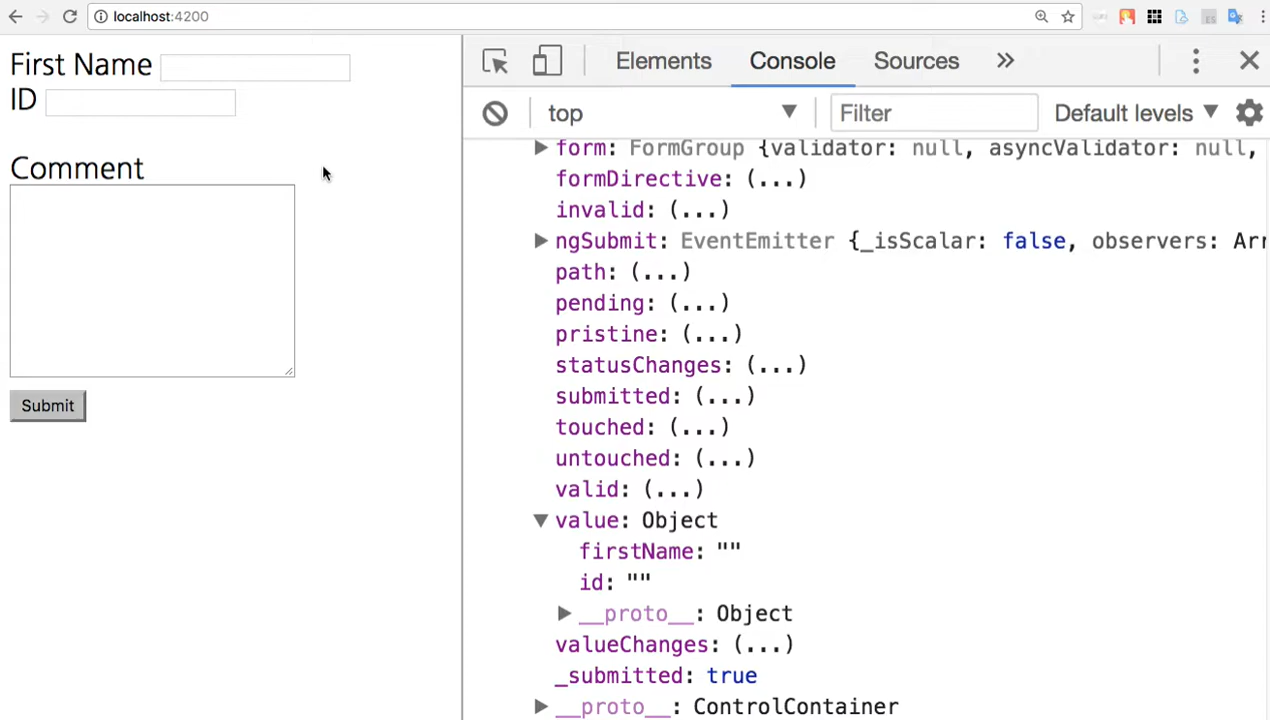 localhost:4200
First Name
ID
Comment
Submit
Elements Console Sources »
top Filter Default levels
form: FormGroup {validator: null, asyncValidator: null,
formDirective: (...)
invalid: (...)
ngSubmit: EventEmitter {_isScalar: false, observers: Arr
path: (...)
pending: (...)
pristine: (...)
statusChanges: (...)
submitted: (...)
touched: (...)
untouched: (...)
valid: (...)
value: Object
firstName: ""
id: ""
__proto__: Object
valueChanges: (...)
_submitted: true
__proto__: ControlContainer